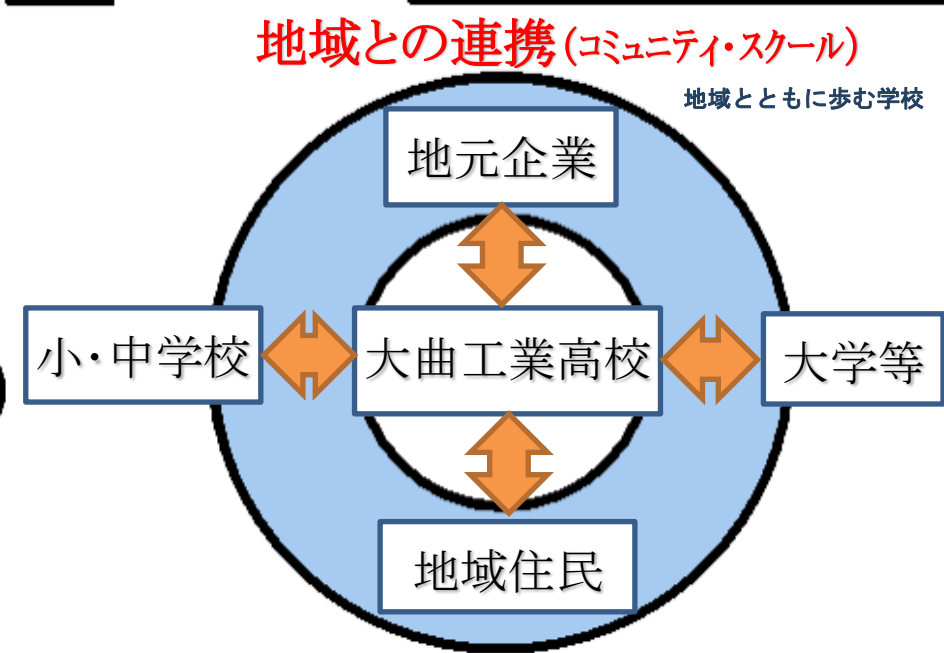 地域との連携(コミュニティ・スクール)
地域とともに歩む学校
地元企業
小・中学校
大曲工業高校
大学等
地域住民